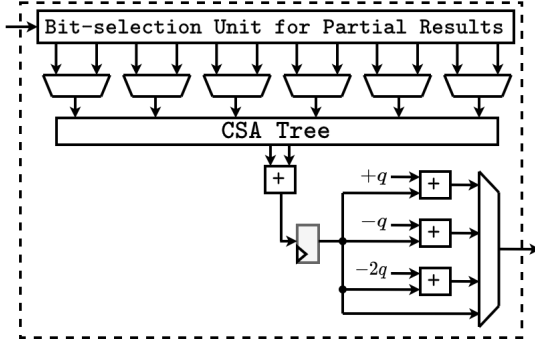 Bit-selection Unit for Partial Results
CSA Tree
+
+q
+
-q
+
-2q
+